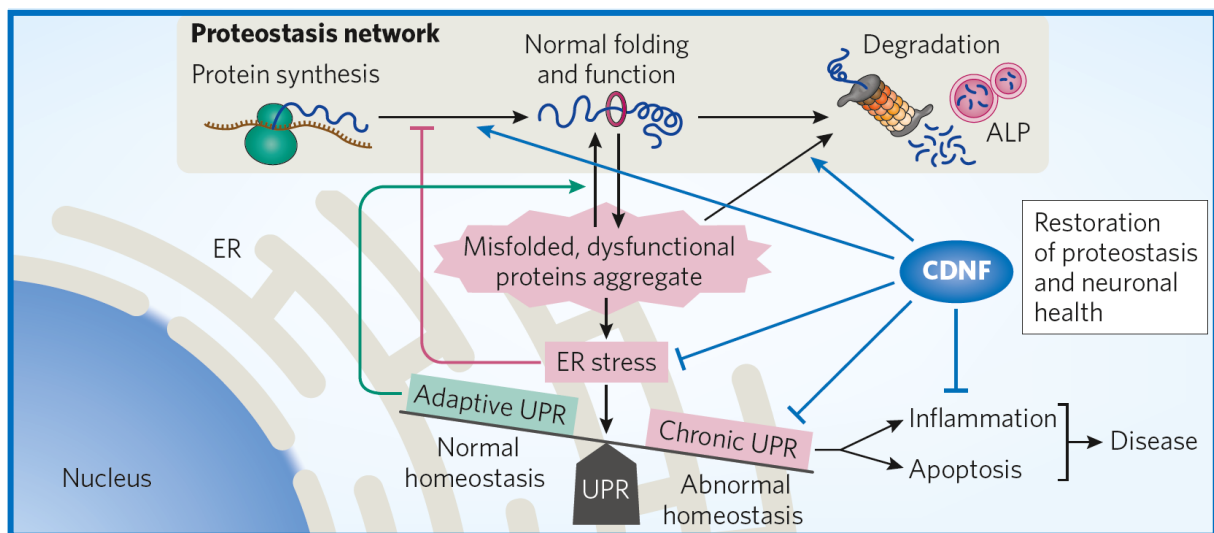 Proteostasis network
Protein synthesis
Normal folding
and function
Degradation
ALP
ER
Misfolded, dysfunctional
proteins aggregate
CDNF
Restoration
of proteostasis
and neuronal
health
ER stress
Adaptive UPR
Chronic UPR
Normal
homeostasis
UPR
Abnormal
homeostasis
Inflammation
Apoptosis
Disease
Nucleus